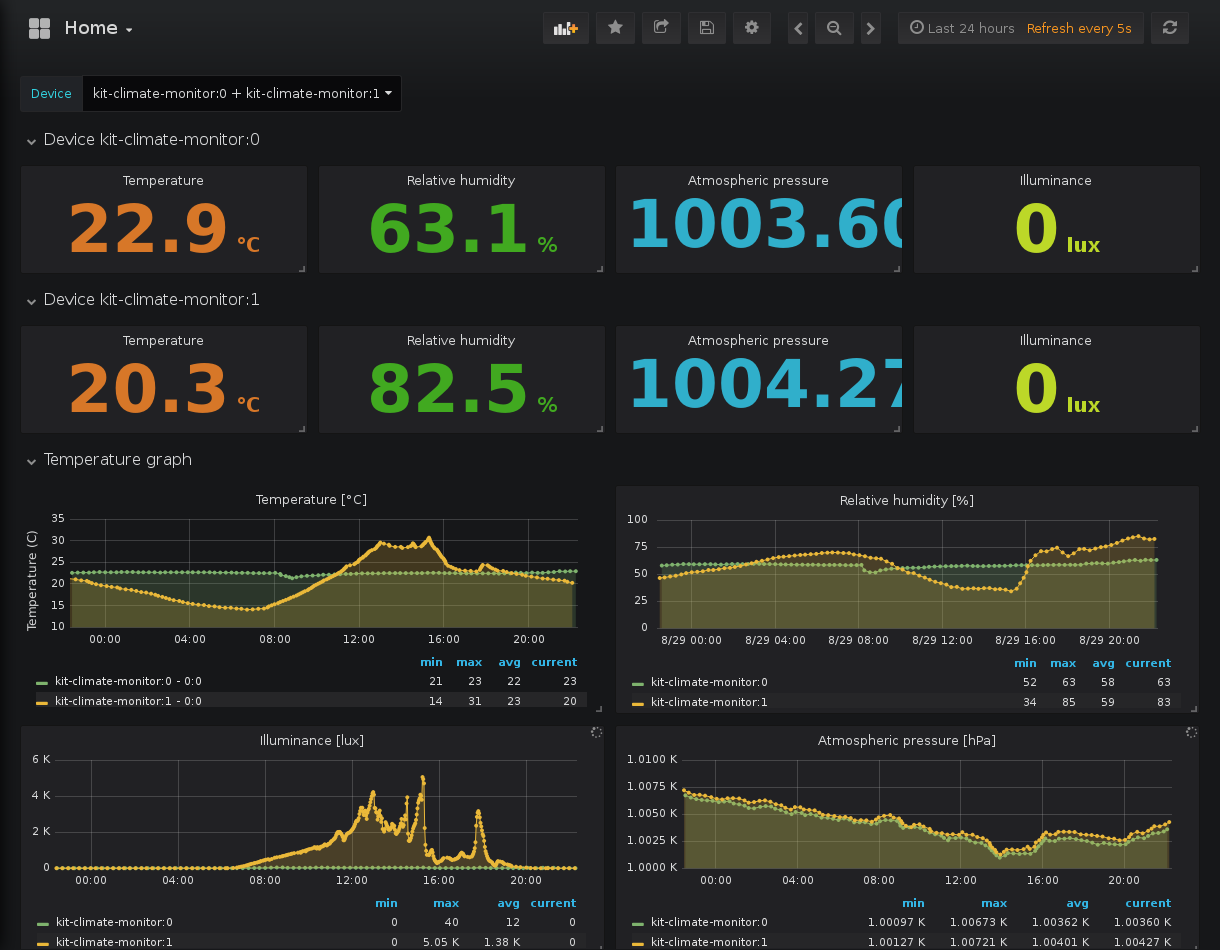 Home
Last 24 hours Refresh every 5s
Device kit-climate-monitor:0 + kit-climate-monitor:1
Device kit-climate-monitor:0
Temperature Relative humidity Atmospheric pressure Illuminance
22.9 °C 63.1 % 1003.60 0 lux
Device kit-climate-monitor:1
Temperature Relative humidity Atmospheric pressure Illuminance
20.3 °C 82.5 % 1004.27 0 lux
Temperature graph
Temperature [°C]
Temperature (C)
35
30
25
20
15
10
00:00 04:00 08:00 12:00 16:00 20:00
min max avg current
kit-climate-monitor:0 - 0:0 21 23 22 23
kit-climate-monitor:1 - 0:0 14 31 23 20
Relative humidity [%]
100
75
50
25
0
8/29 00:00 8/29 04:00 8/29 08:00 8/29 12:00 8/29 16:00 8/29 20:00
min max avg current
kit-climate-monitor:0 52 63 58 63
kit-climate-monitor:1 34 85 59 83
Illuminance [lux]
6 K
4 K
2 K
0
00:00 04:00 08:00 12:00 16:00 20:00
min max avg current
kit-climate-monitor:0 0 40 12 0
kit-climate-monitor:1 0 5.05 K 1.38 K 0
Atmospheric pressure [hPa]
1.0100 K
1.0075 K
1.0050 K
1.0025 K
1.0000 K
00:00 04:00 08:00 12:00 16:00 20:00
min max avg current
kit-climate-monitor:0 1.00097 K 1.00673 K 1.00362 K 1.00360 K
kit-climate-monitor:1 1.00127 K 1.00721 K 1.00401 K 1.00427 K